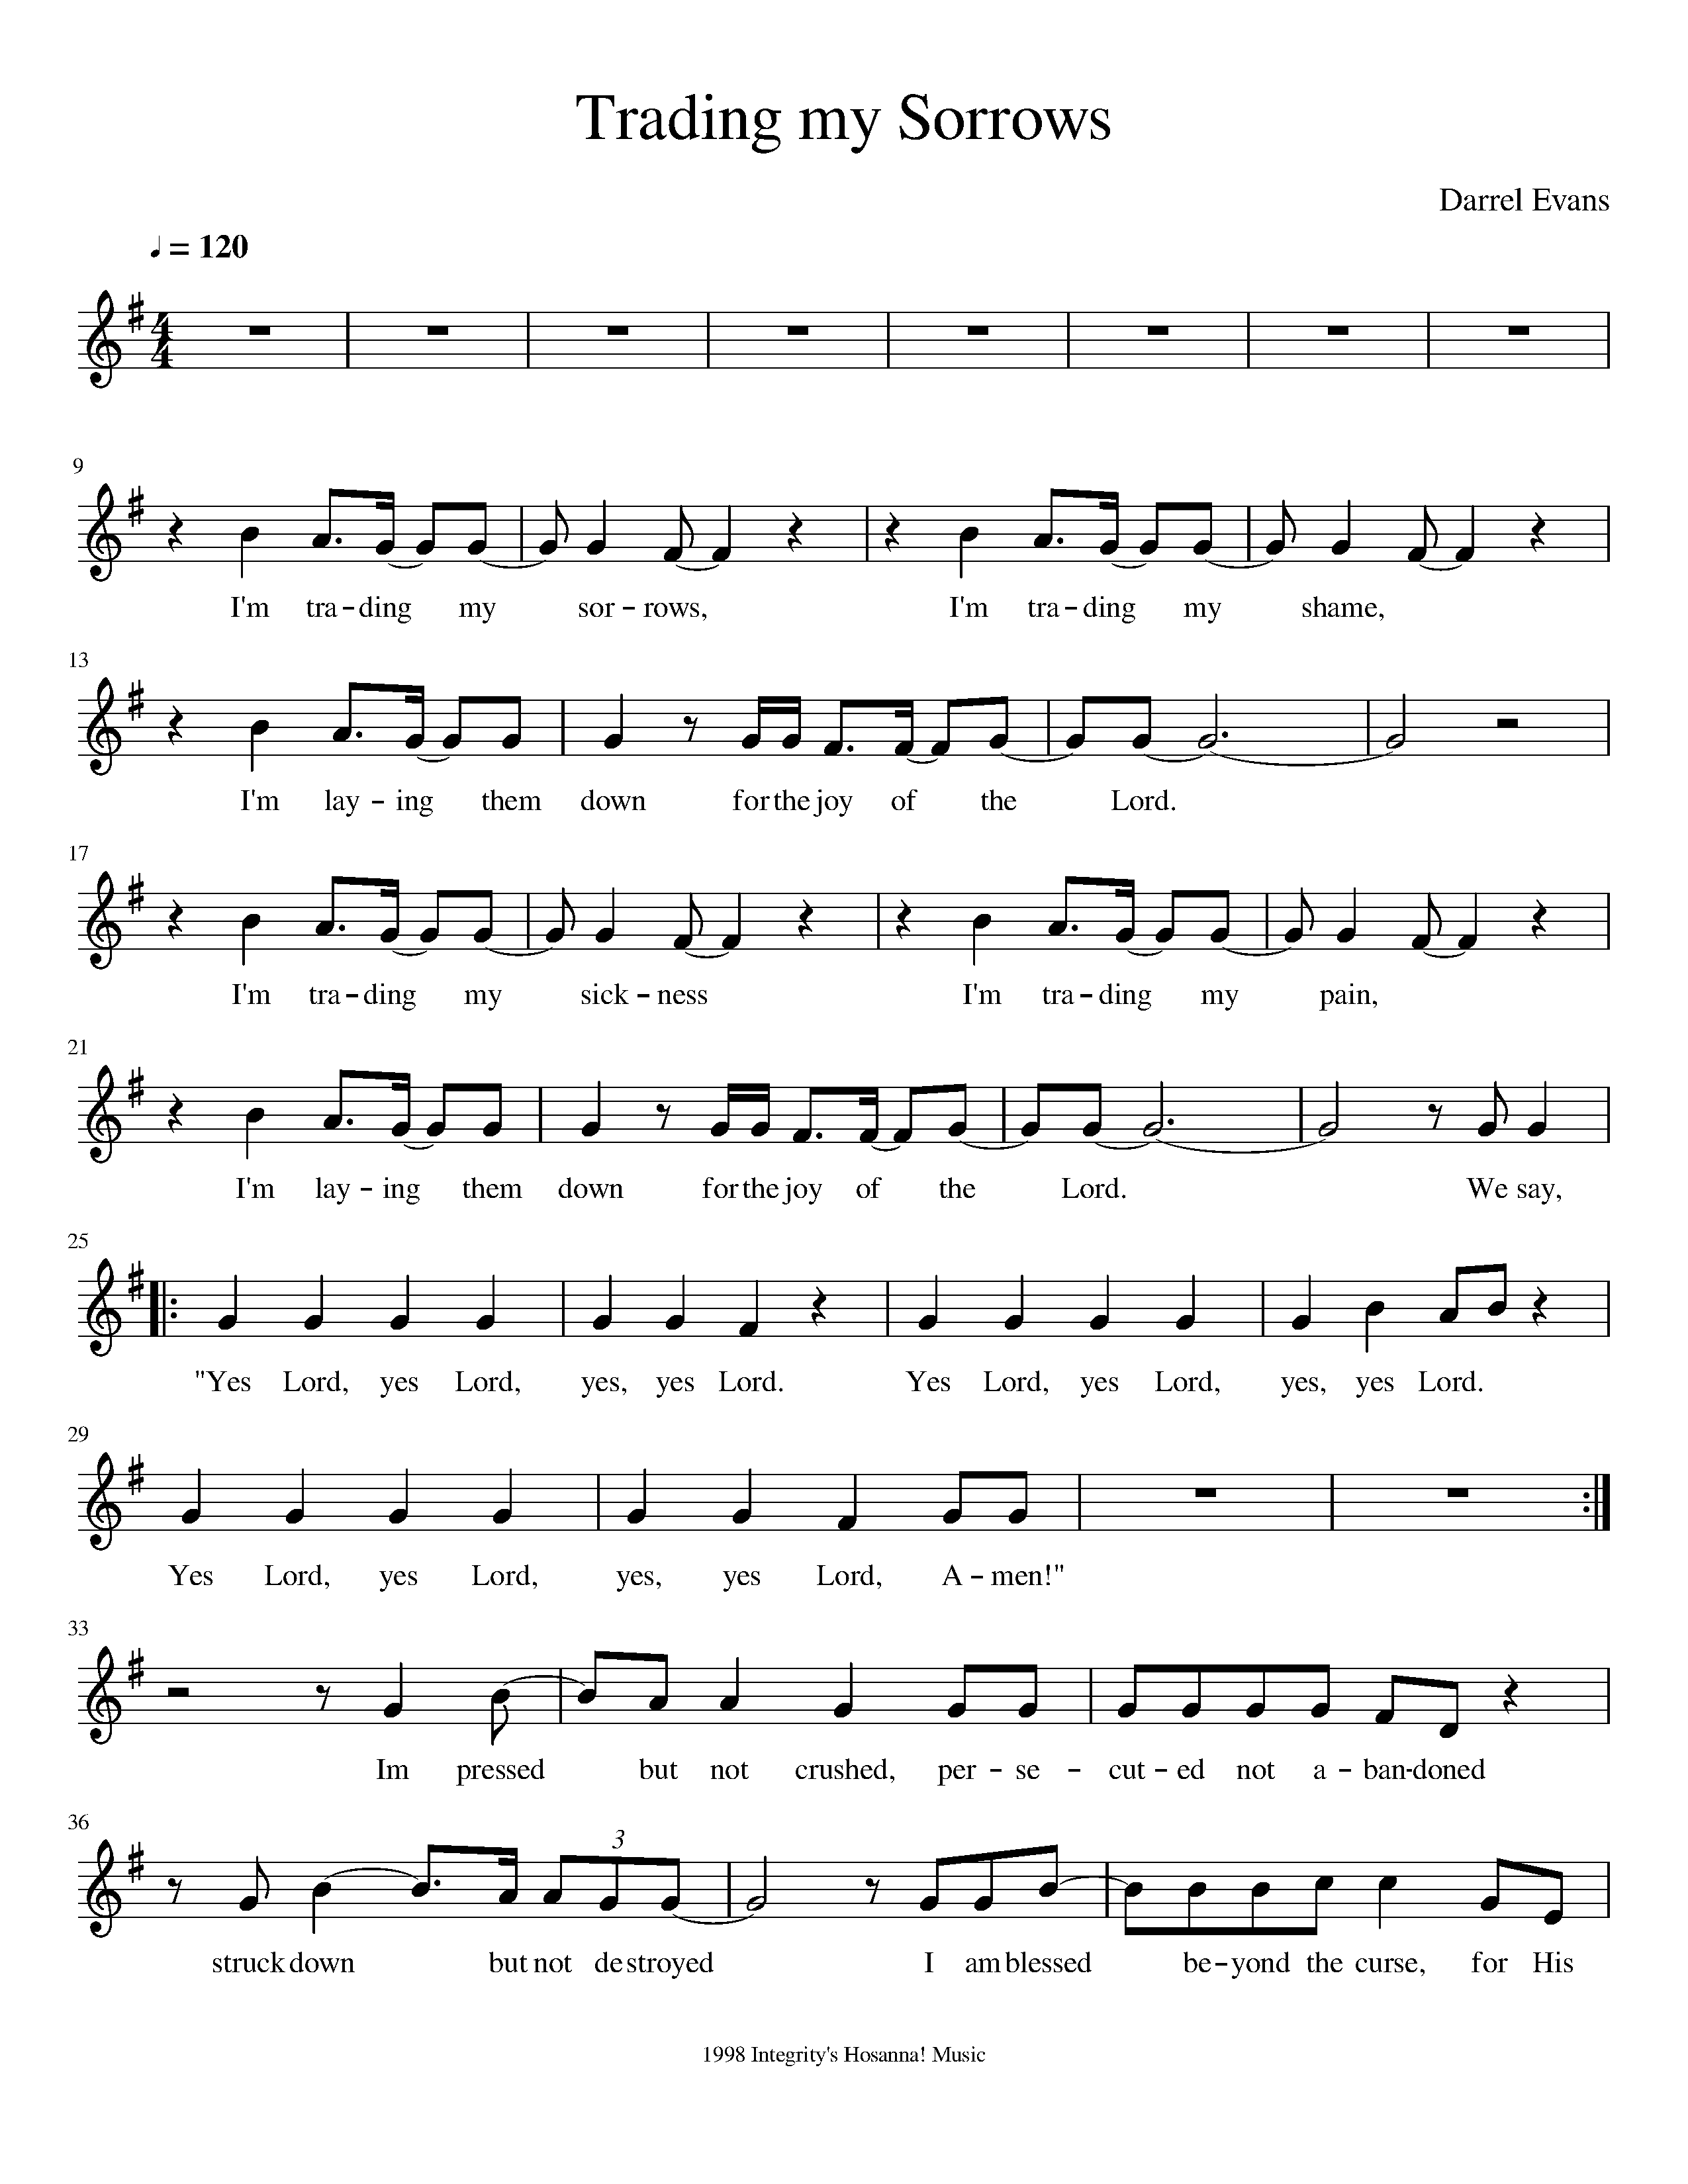 Trading my Sorrows
Darrel Evans
♩ = 120
9
I'm tra - ding my sor - rows, I'm tra - ding my shame,
13
I'm lay - ing them down for the joy of the Lord.
17
I'm tra - ding my sick - ness I'm tra - ding my pain,
21
I'm lay - ing them down for the joy of the Lord. We say,
25
"Yes Lord, yes Lord, yes, yes Lord. Yes Lord, yes Lord, yes, yes Lord.
29
Yes Lord, yes Lord, yes, yes Lord, A - men!"
33
Im pressed but not crushed, per - se - cut - ed not a - ban - doned
36
3
struck down but not de stroyed I am blessed be - yond the curse, for His
1998 Integrity's Hosanna! Music